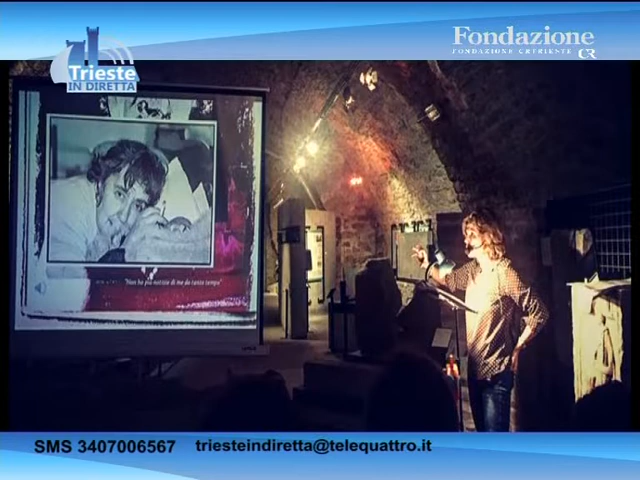 Fondazione
FONDAZIONE CRTRIESTE CR
Trieste
IN DIRETTA
"Non ho più notizie di me da tanto tempo"
SMS 3407006567 triesteindiretta@telequattro.it